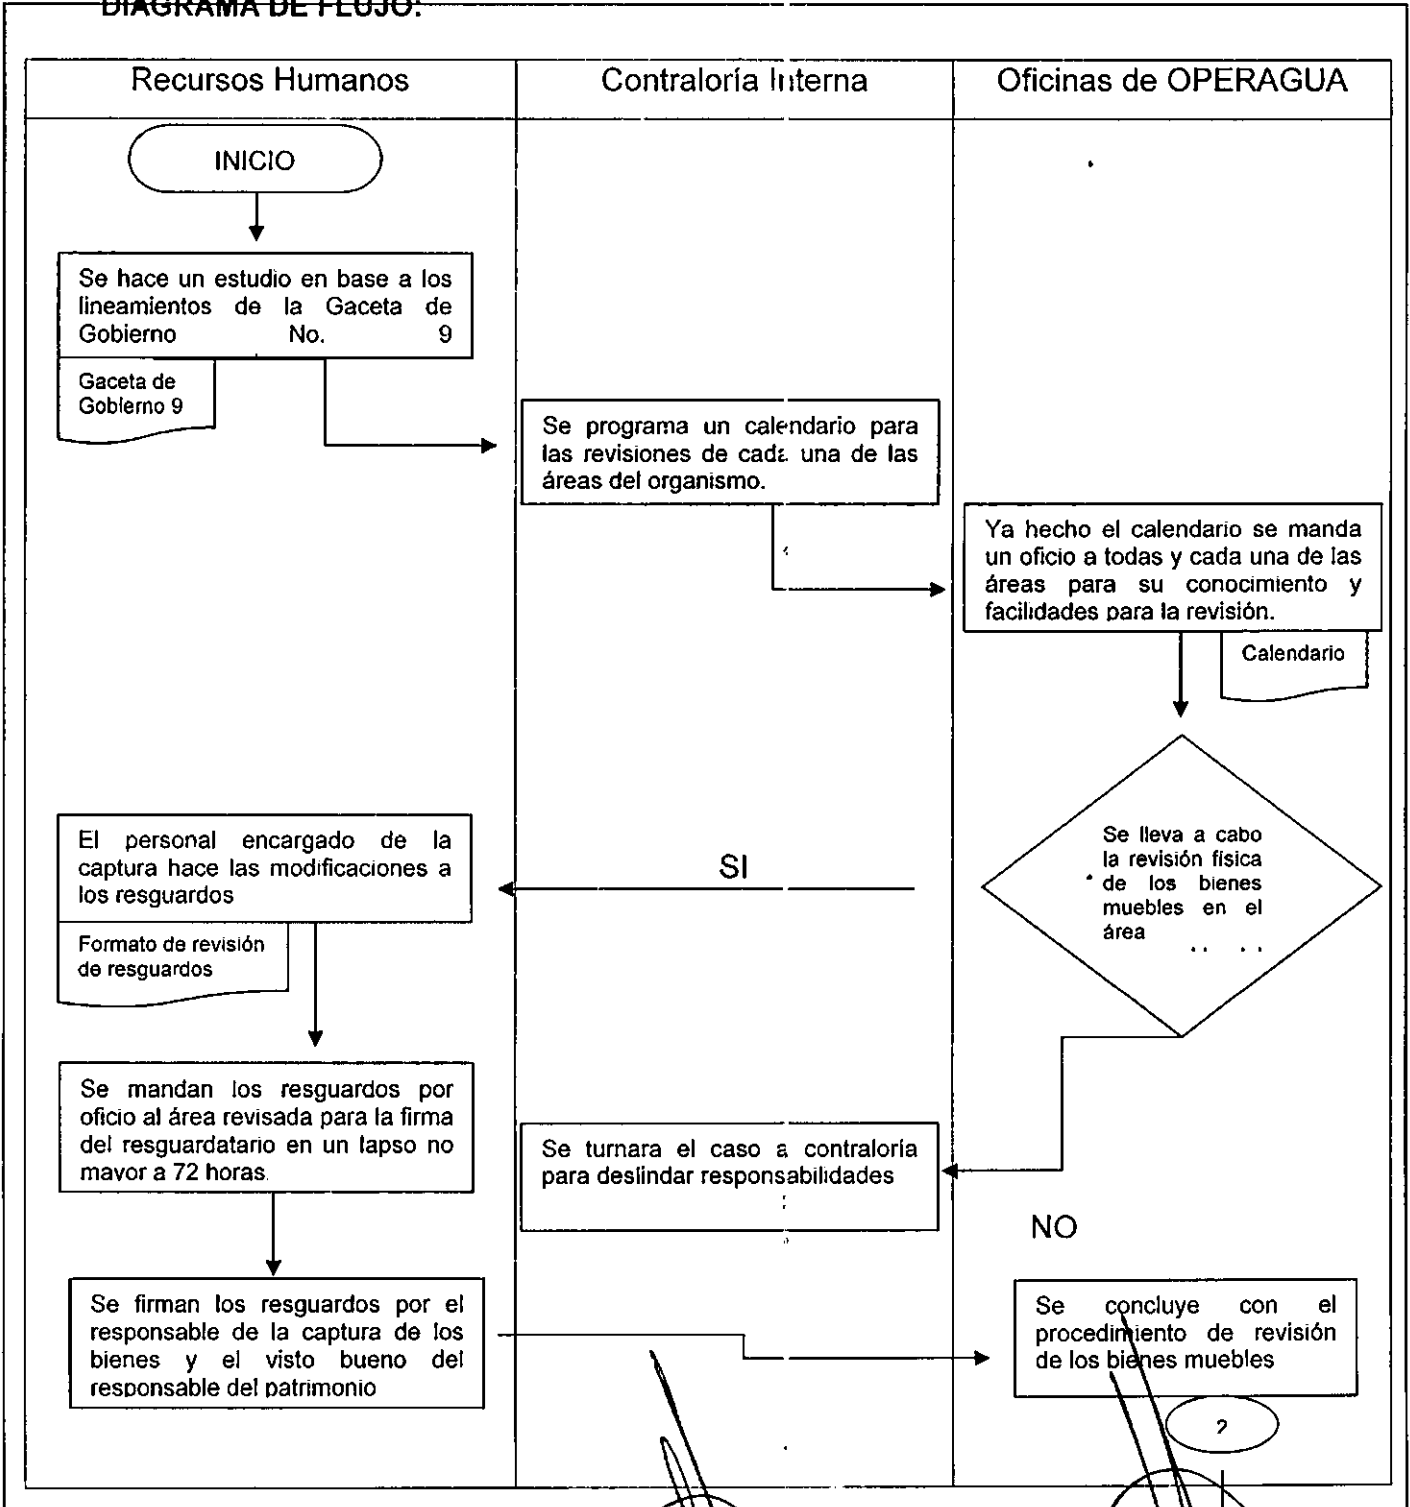 DIAGRAMA DE FLUJO:
Recursos Humanos
Contraloría Interna
Oficinas de OPERAGUA
INICIO
Se hace un estudio en base a los
lineamientos de la Gaceta de
Gobierno No. 9
Gaceta de
Gobierno 9
Se programa un calendario para
las revisiones de cada una de las
áreas del organismo.
Ya hecho el calendario se manda
un oficio a todas y cada una de las
áreas para su conocimiento y
facilidades para la revisión.
Calendario
Se lleva a cabo
la revisión física
de los bienes
muebles en el
área
SI
El personal encargado de la
captura hace las modificaciones a
los resguardos
Formato de revisión
de resguardos
Se mandan los resguardos por
oficio al área revisada para la firma
del resguardatario en un lapso no
mayor a 72 horas.
Se turnara el caso a contraloría
para deslindar responsabilidades
NO
Se firman los resguardos por el
responsable de la captura de los
bienes y el visto bueno del
responsable del patrimonio
Se concluye con el
procedimiento de revisión
de los bienes muebles
2